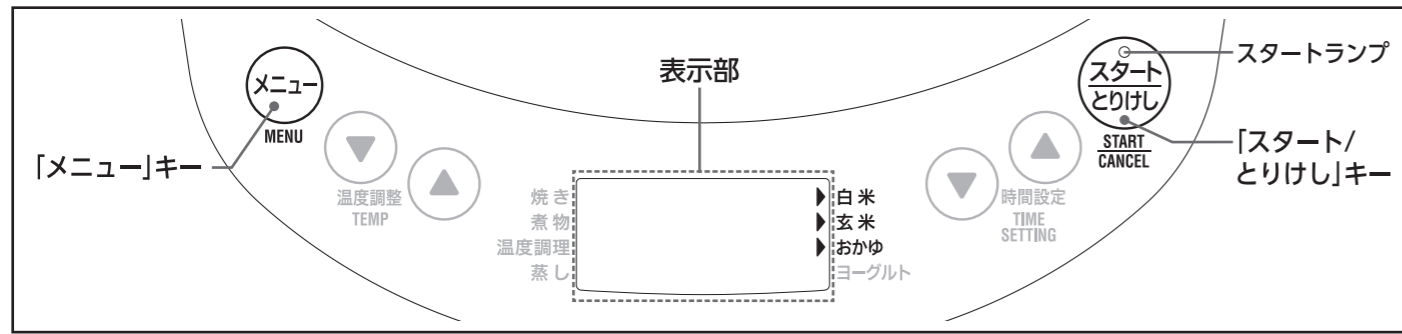 表示部
メニュー
MENU
「メニュー」キー
温度調整
TEMP
焼き
煮物
温度調理
蒸し
白米
玄米
おかゆ
ヨーグルト
時間設定
TIME
SETTING
スタート
とりけし
START
CANCEL
スタートランプ
「スタート/
とりけし」キー